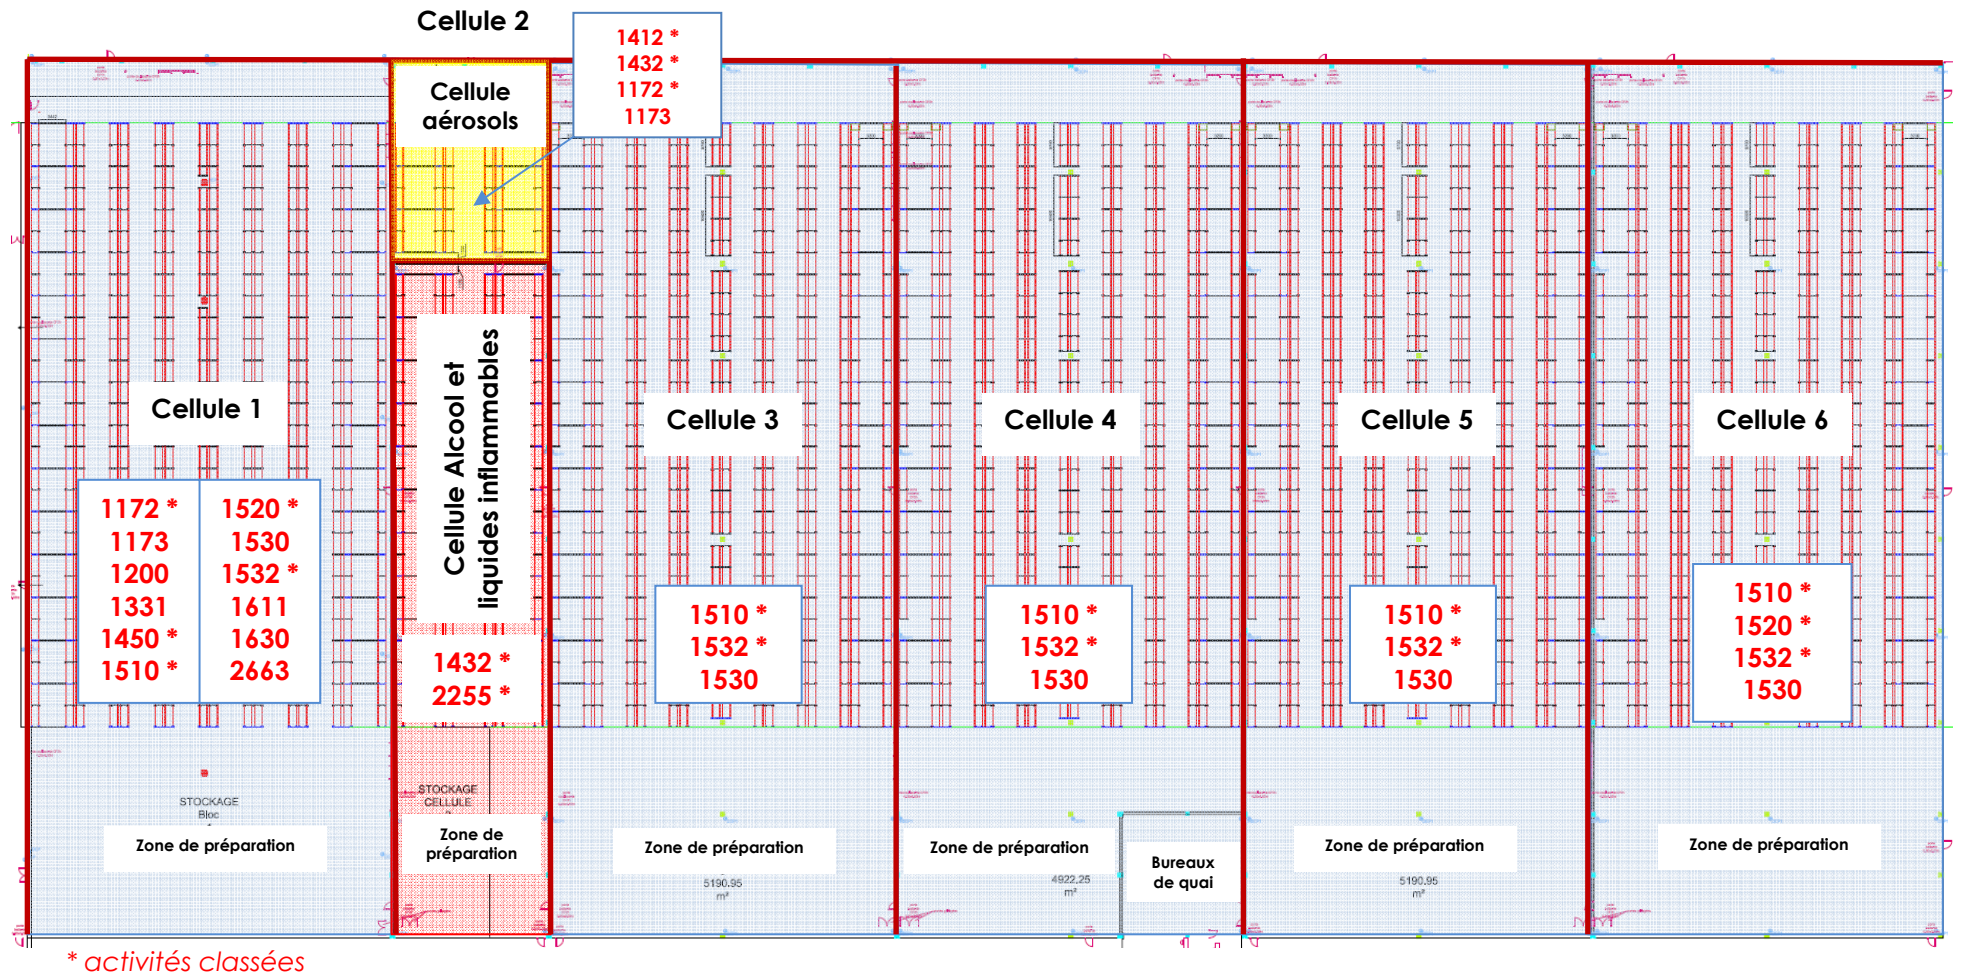 Cellule 2
1412 *
1432 *
1172 *
1173
Cellule
aérosols
Cellule 1
Cellule Alcool et
liquides inflammables
Cellule 3
Cellule 4
Cellule 5
Cellule 6
1172 *
1173
1200
1331
1450 *
1510 *
1520 *
1530
1532 *
1611
1630
2663
1432 *
2255 *
1510 *
1532 *
1530
1510 *
1532 *
1530
1510 *
1532 *
1530
1510 *
1520 *
1532 *
1530
STOCKAGE
Bloc
Zone de préparation
STOCKAGE
CELLULE
Zone de
préparation
Zone de préparation
5190.95
m²
Zone de préparation
4922,25
m²
Bureaux
de quai
Zone de préparation
5190.95
m²
Zone de préparation
* activités classées